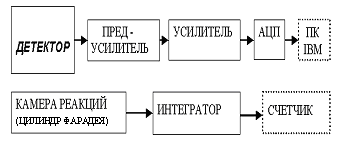 ДЕТЕКТОР
ПРЕД -
УСИЛИТЕЛЬ
УСИЛИТЕЛЬ
АЦП
ПК
IBM
КАМЕРА РЕАКЦИЙ
(ЦИЛИНДР ФАРАДЕЯ)
ИНТЕГРАТОР
СЧЕТЧИК